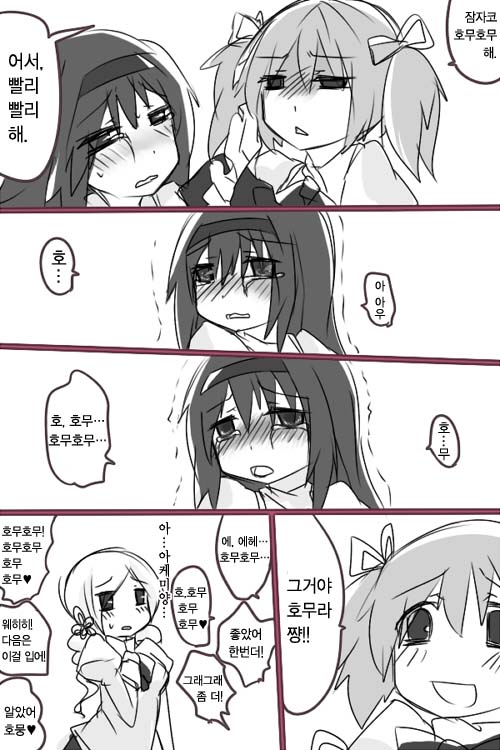 잠자코
호무호무
해.
어서,
빨리
빨리
해.
호
…
아
아
우
호, 호무…
호무호무…
호
…
무
에, 에헤…
호무호무…
아…아케미양…
호,호무
호무
호무♥
호무호무!
호무호무
호무
호무♥
좋았어
한번더!
웨히히!
다음은
이걸 입에!
그래그래
좀 더!
알았어
호뭉♥
그거야
호무라
쨩!!